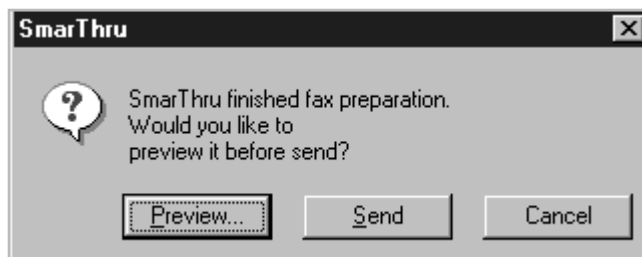 SmarThru
SmarThru finished fax preparation.
Would you like to
preview it before send?
Preview... Send Cancel